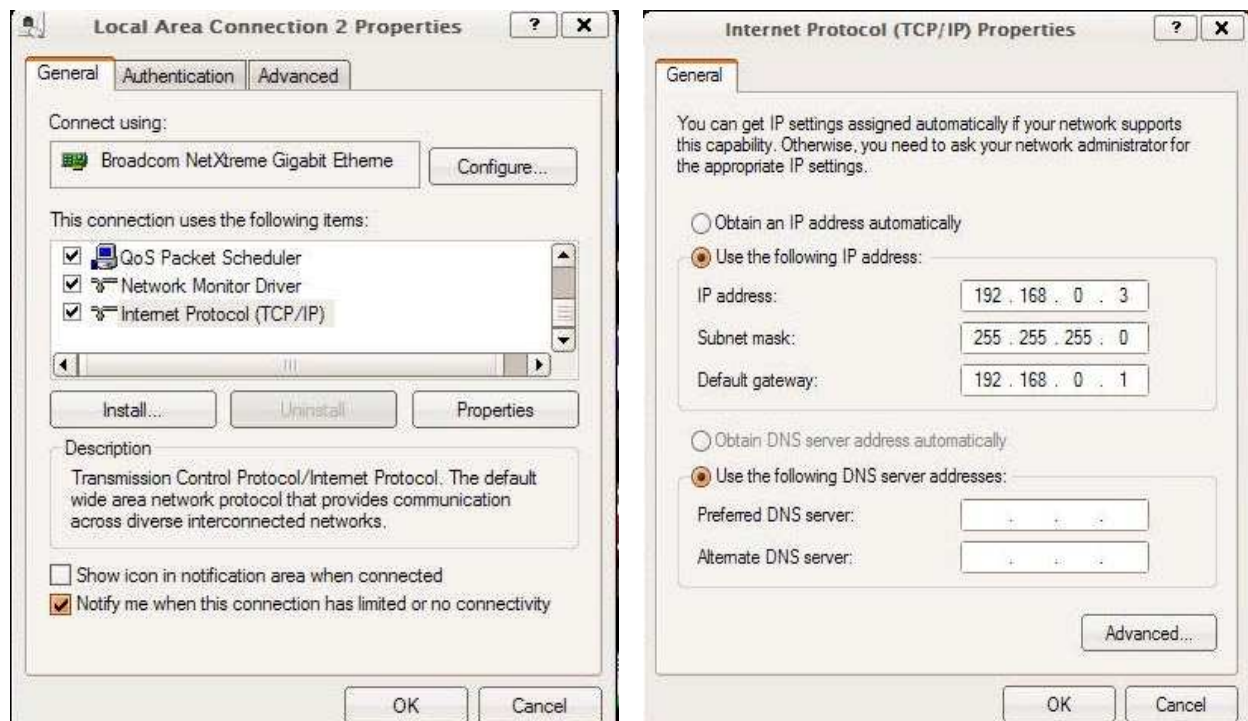 Local Area Connection 2 Properties
General
Authentication
Advanced
Connect using:
Broadcom NetXtreme Gigabit Etherne
Configure...
This connection uses the following items:
QoS Packet Scheduler
Network Monitor Driver
Internet Protocol (TCP/IP)
Install...
Uninstall
Properties
Description
Transmission Control Protocol/Internet Protocol. The default
wide area network protocol that provides communication
across diverse interconnected networks.
Show icon in notification area when connected
Notify me when this connection has limited or no connectivity
OK
Cancel
Internet Protocol (TCP/IP) Properties
General
You can get IP settings assigned automatically if your network supports
this capability. Otherwise, you need to ask your network administrator for
the appropriate IP settings.
Obtain an IP address automatically
Use the following IP address:
IP address:
192 . 168 . 0 . 3
Subnet mask:
255 . 255 . 255 . 0
Default gateway:
192 . 168 . 0 . 1
Obtain DNS server address automatically
Use the following DNS server addresses:
Preferred DNS server:
. . .
Alternate DNS server:
. . .
Advanced...
OK
Cancel